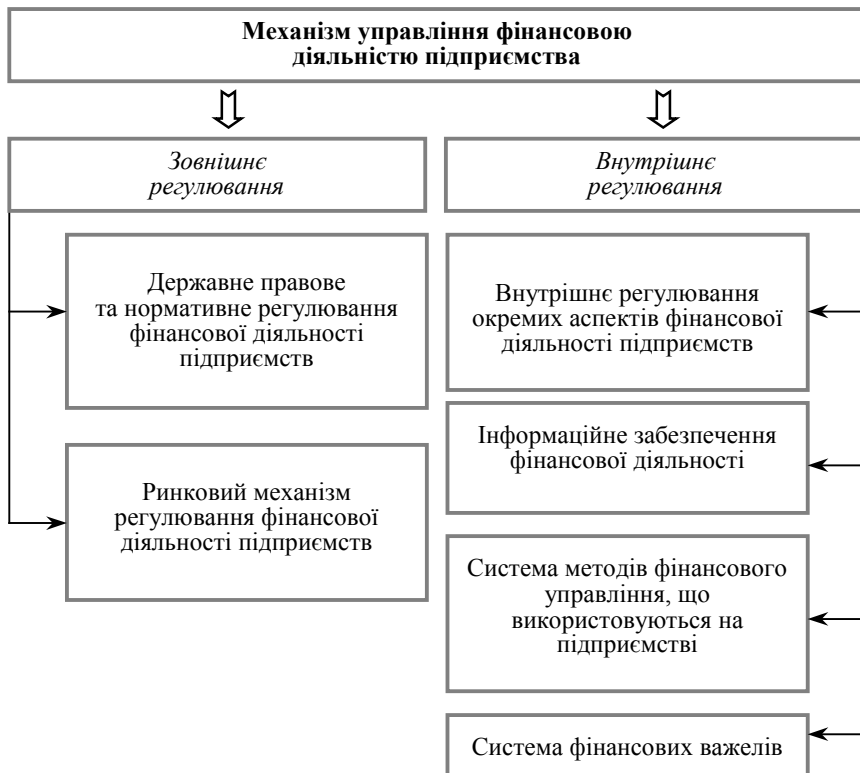 Механізм управління фінансовою
діяльністю підприємства
Зовнішнє
регулювання
Внутрішнє
регулювання
Державне правове
та нормативне регулювання
фінансової діяльності
підприємств
Ринковий механізм
регулювання фінансової
діяльності підприємств
Внутрішнє регулювання
окремих аспектів фінансової
діяльності підприємств
Інформаційне забезпечення
фінансової діяльності
Система методів фінансового
управління, що
використовуються на
підприємстві
Система фінансових важелів